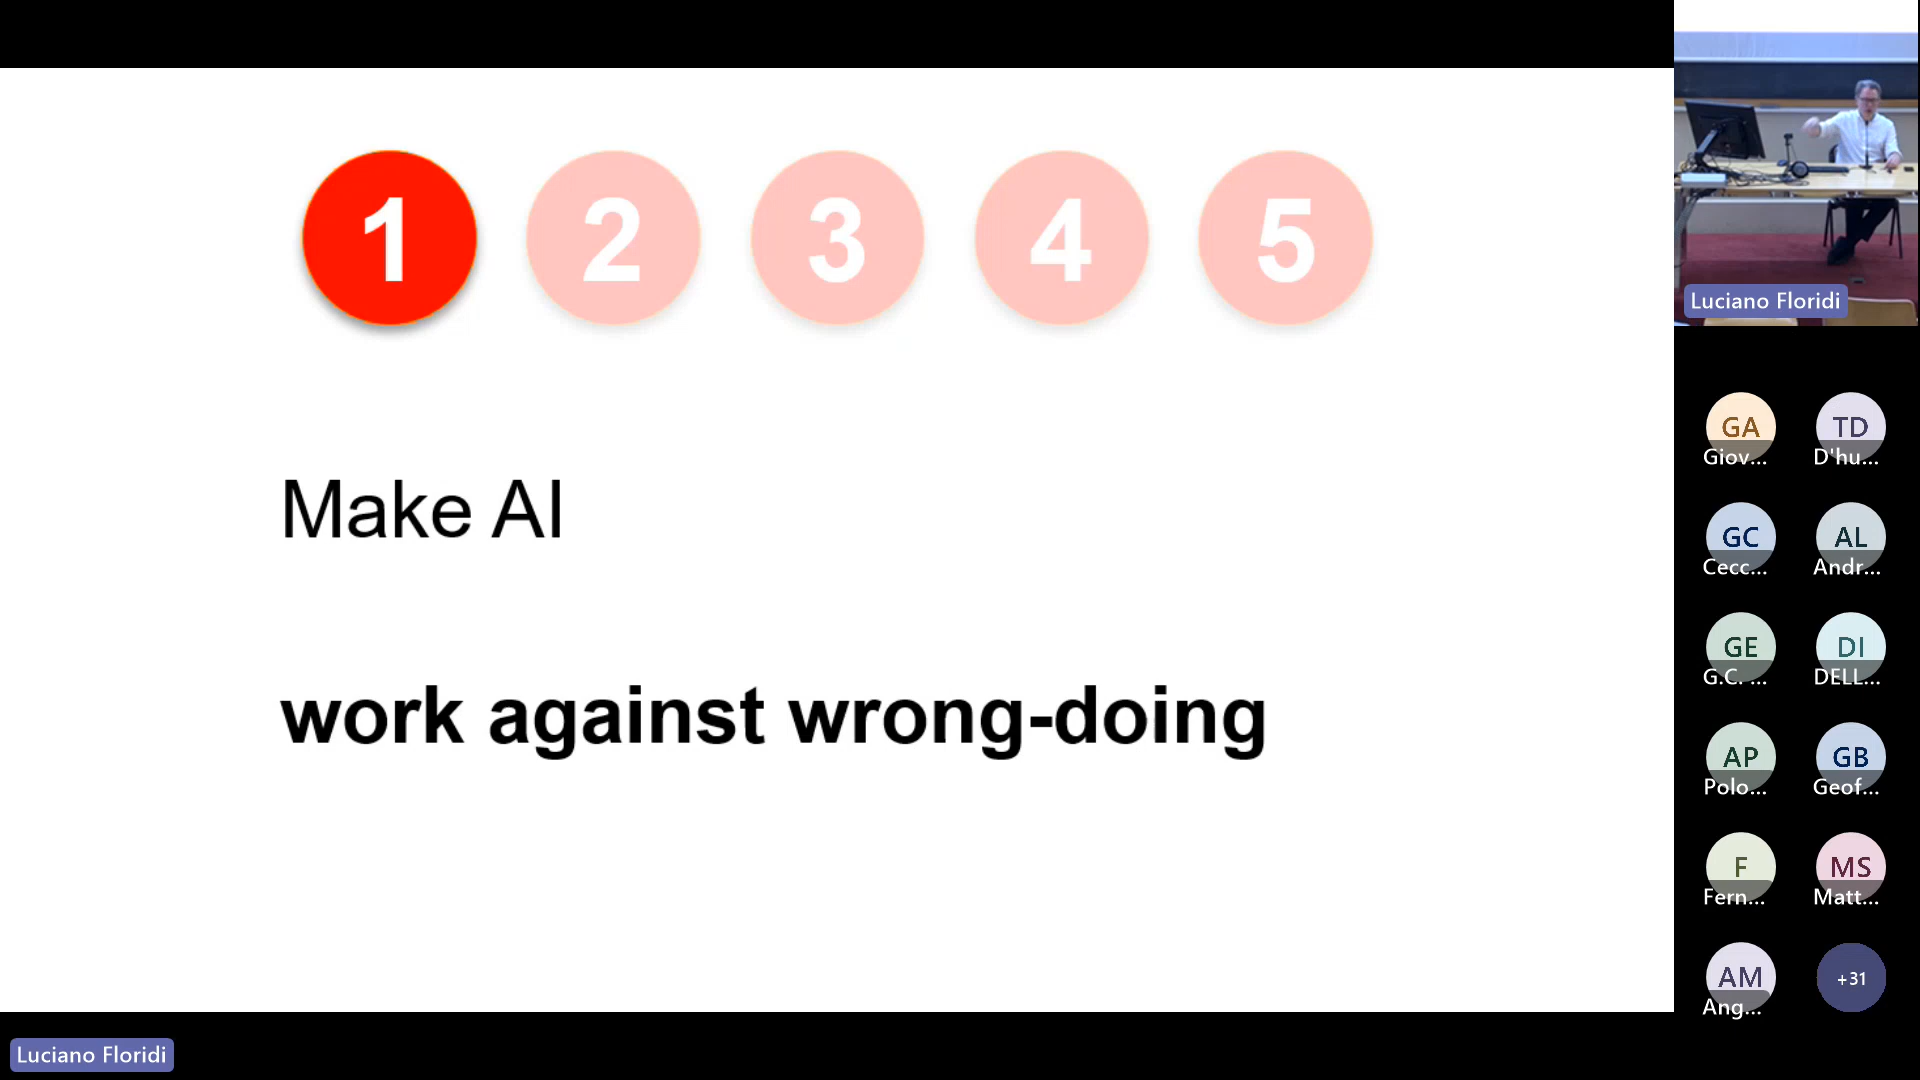 1 2 3 4 5
Make AI
work against wrong-doing
Luciano Floridi
GA
Giov...
TD
D'hu...
GC
Cecc...
AL
Andr...
GE
G.C. ...
DI
DELL...
AP
Polo...
GB
Geof...
F
Fern...
MS
Matt...
AM
Ang...
+31
Luciano Floridi